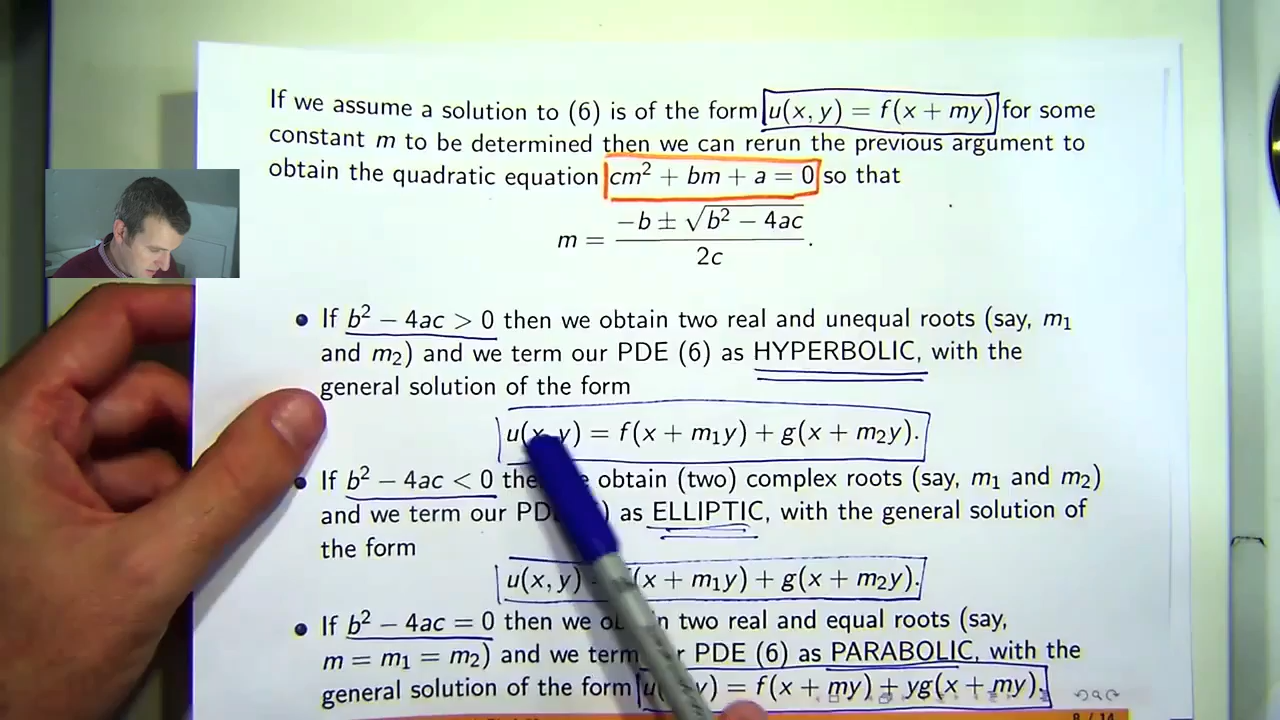 If we assume a solution to (6) is of the form u(x, y) = f(x + my) for some
constant m to be determined then we can rerun the previous argument to
obtain the quadratic equation cm² + bm + a = 0 so that
m = (-b ± √(b² − 4ac)) / 2c.
• If b² − 4ac > 0 then we obtain two real and unequal roots (say, m₁
and m₂) and we term our PDE (6) as HYPERBOLIC, with the
general solution of the form
u(x, y) = f(x + m₁y) + g(x + m₂y).
• If b² − 4ac < 0 obtain (two) complex roots (say, m₁ and m₂)
and we term our as ELLIPTIC, with the general solution of
the form
u(x, y) (x + m₁y) + g(x + m₂y).
• If b² − 4ac = 0 then we two real and equal roots (say,
m = m₁ = m₂) and we term PDE (6) as PARABOLIC, with the
general solution of the form = f(x + my) + yg(x + my).
8 / 14